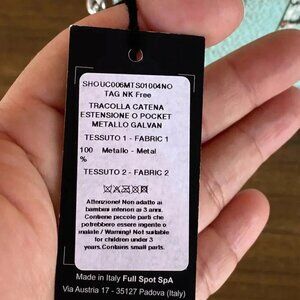 SHOUC005MTS01004NO
TAG NK Free
TRACOLLA CATENA
ESTENSIONE O POCKET
METALLO GALVAN
TESSUTO 1 - FABRIC 1
100 Metallo - Metal
%
TESSUTO 2 - FABRIC 2
Attenzione! Non adatto ai
bambini inferiori ai 3 anni.
Contiene piccole parti che
potrebbero essere ingerite o
inalate / Warning! Not suitable
for children under 3
years.Contains small parts.
Made in Italy Full Spot SpA
Via Austria 17 - 35127 Padova (Italy)